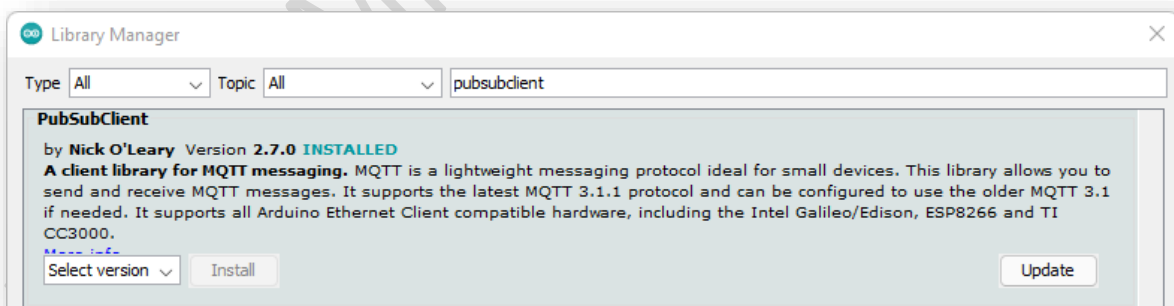 Library Manager
Type All Topic All pubsubclient
PubSubClient
by Nick O'Leary Version 2.7.0 INSTALLED
A client library for MQTT messaging. MQTT is a lightweight messaging protocol ideal for small devices. This library allows you to
send and receive MQTT messages. It supports the latest MQTT 3.1.1 protocol and can be configured to use the older MQTT 3.1
if needed. It supports all Arduino Ethernet Client compatible hardware, including the Intel Galileo/Edison, ESP8266 and TI
CC3000.
More info
Select version Install Update